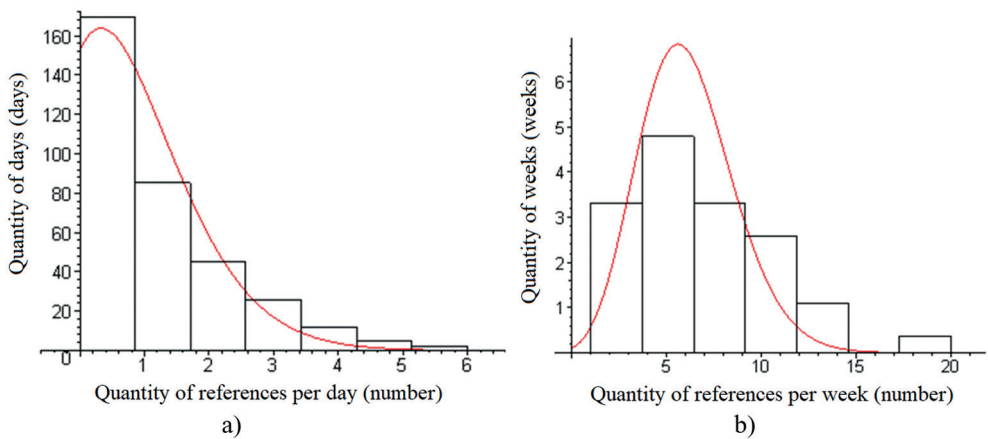 Quantity of days (days)
160
140
120
100
80
60
40
20
0
1 2 3 4 5 6
Quantity of references per day (number)
a)
Quantity of weeks (weeks)
6
5
4
3
2
1
5 10 15 20
Quantity of references per week (number)
b)